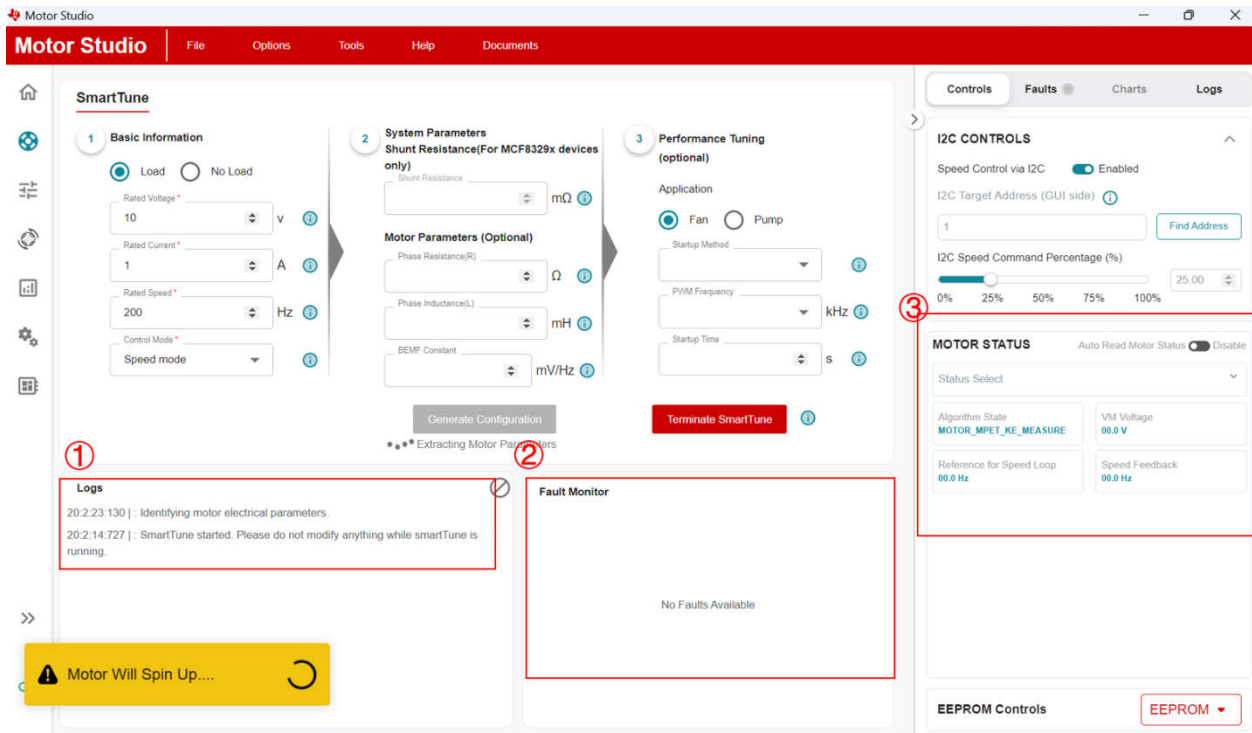 Motor Studio
Motor Studio
File
Options
Tools
Help
Documents
SmartTune
1
Basic Information
Load
No Load
Rated Voltage *
10
v
Rated Current *
1
A
Rated Speed *
200
Hz
Control Mode *
Speed mode
2
System Parameters
Shunt Resistance(For MCF8329x devices
only)
Shunt Resistance
mΩ
Motor Parameters (Optional)
Phase Resistance(R)
Ω
Phase Inductance(L)
mH
BEMF Constant
mV/Hz
3
Performance Tuning
(optional)
Application
Fan
Pump
Startup Method
PWM Frequency
kHz
Startup Time
s
Generate Configuration
Extracting Motor Parameters
Terminate SmartTune
①
Logs
20:2:23:130 | : Identifying motor electrical parameters.
20:2:14:727 | : SmartTune started. Please do not modify anything while smartTune is
running.
②
Fault Monitor
No Faults Available
Motor Will Spin Up....
Controls
Faults
Charts
Logs
I2C CONTROLS
Speed Control via I2C
Enabled
I2C Target Address (GUI side)
1
Find Address
I2C Speed Command Percentage (%)
25.00
0%
25%
50%
75%
100%
③
MOTOR STATUS
Auto Read Motor Status
Disable
Status Select
Algorithm State
MOTOR_MPET_KE_MEASURE
VM Voltage
00.0 V
Reference for Speed Loop
00.0 Hz
Speed Feedback
00.0 Hz
EEPROM Controls
EEPROM